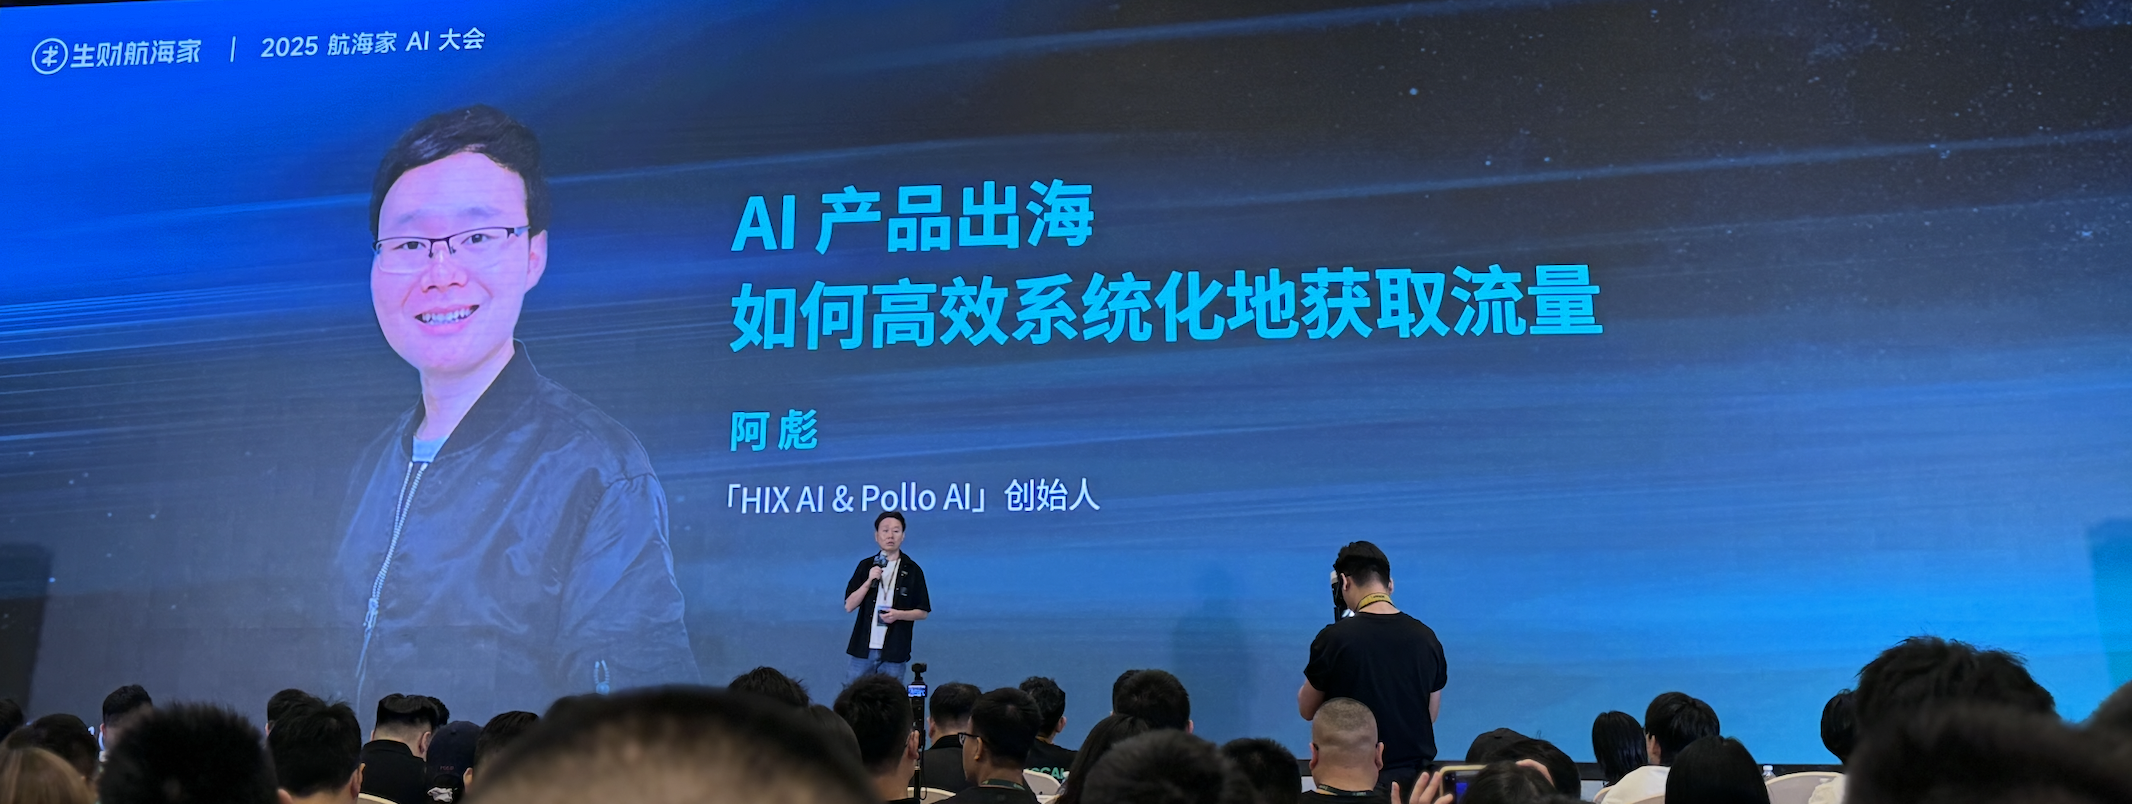 生财航海家 | 2025 航海家 AI 大会
AI 产品出海
如何高效系统化地获取流量
阿彪
「HIX AI & Pollo AI」创始人